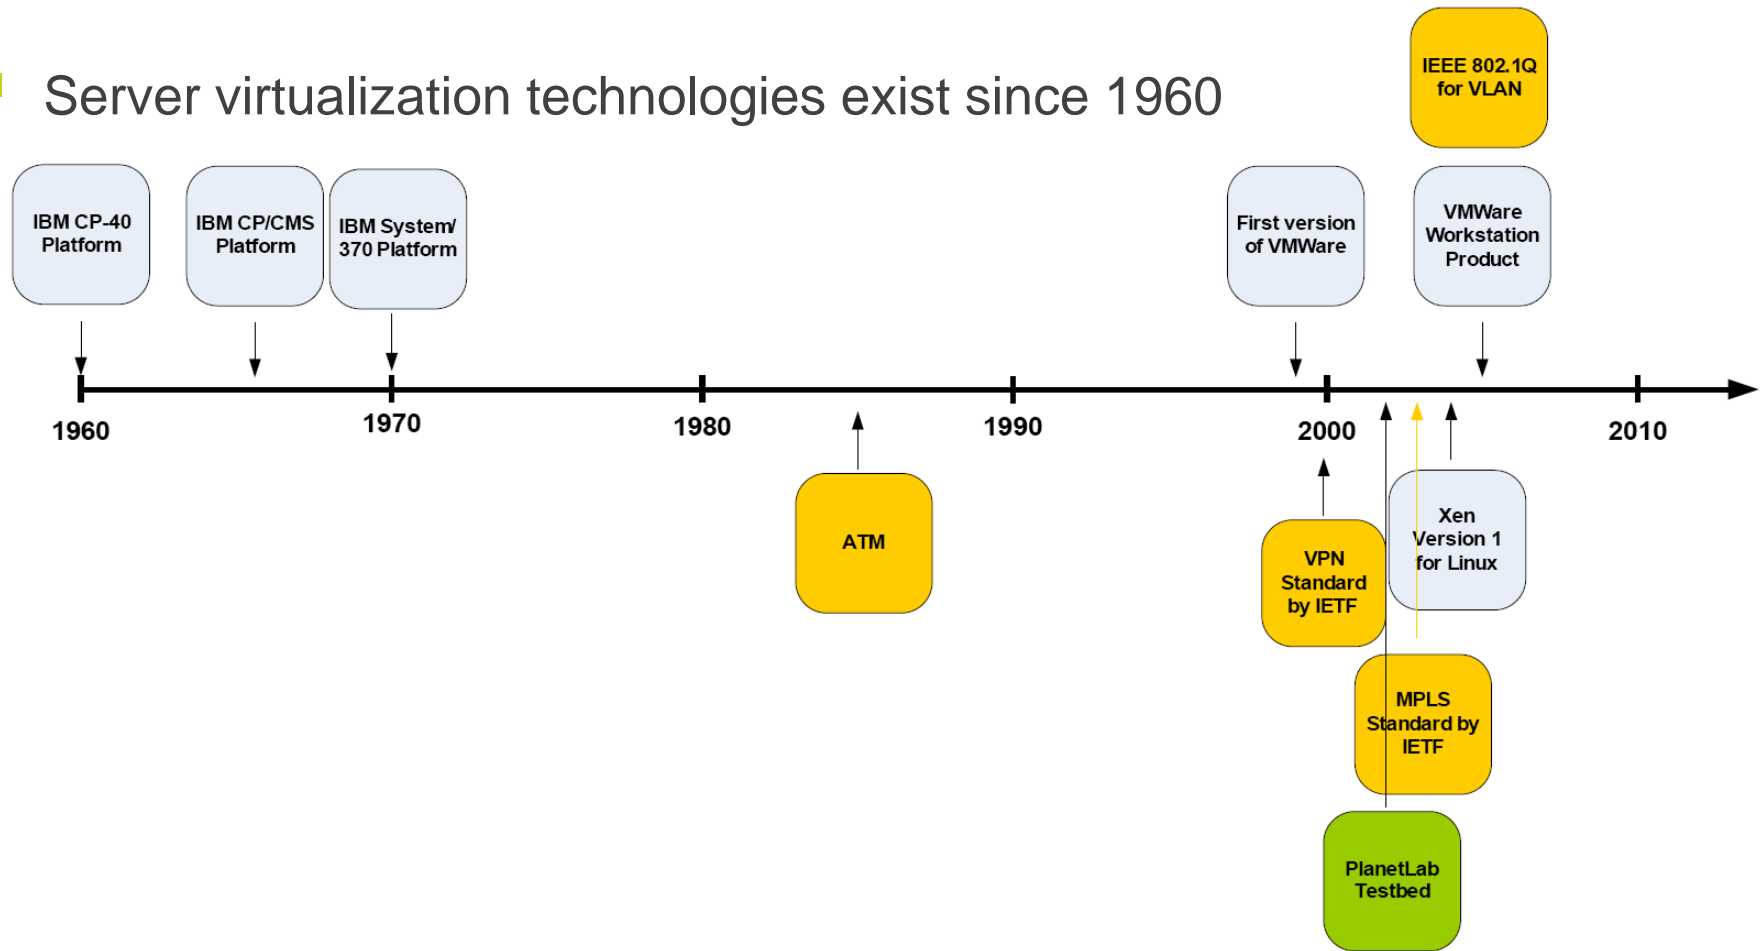 IEEE 802.1Q
for VLAN
Server virtualization technologies exist since 1960
IBM CP-40
Platform
IBM CP/CMS
Platform
IBM System/
370 Platform
First version
of VMWare
VMWare
Workstation
Product
1960
1970
1980
1990
2000
2010
ATM
VPN
Standard
by IETF
Xen
Version 1
for Linux
MPLS
Standard by
IETF
PlanetLab
Testbed